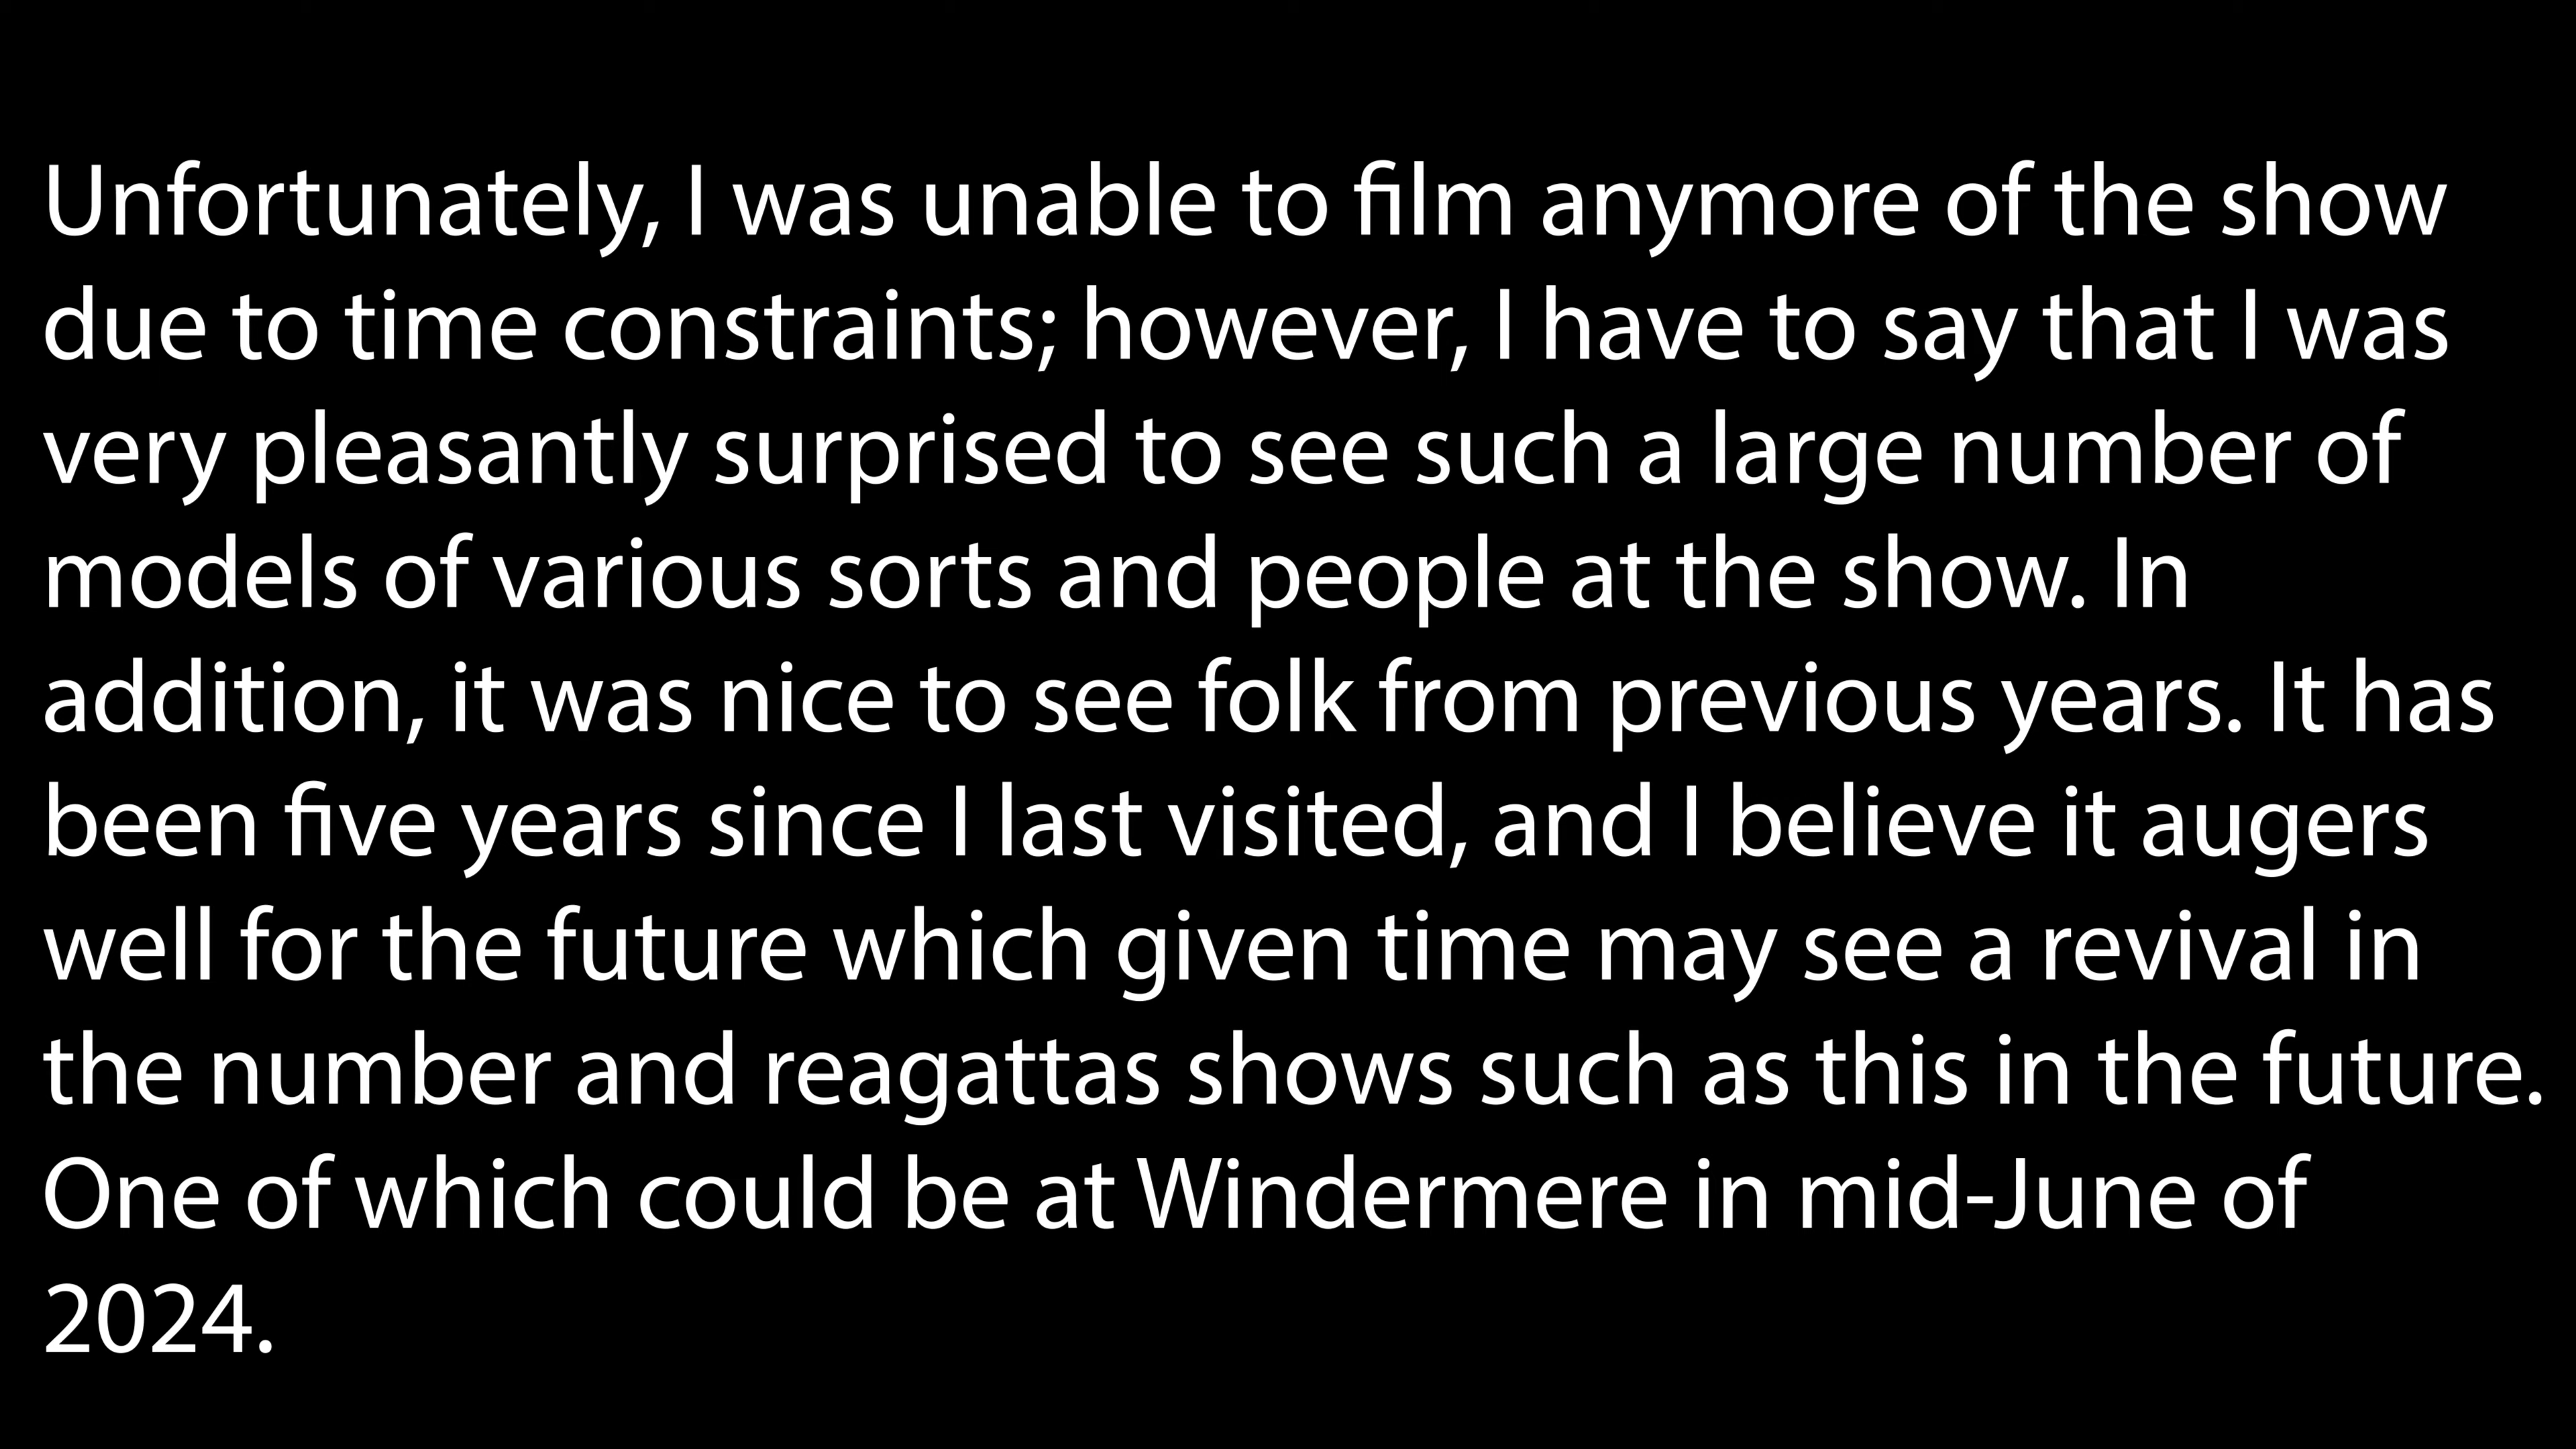 Unfortunately, I was unable to film anymore of the show
due to time constraints; however, I have to say that I was
very pleasantly surprised to see such a large number of
models of various sorts and people at the show. In
addition, it was nice to see folk from previous years. It has
been five years since I last visited, and I believe it augers
well for the future which given time may see a revival in
the number and reagattas shows such as this in the future.
One of which could be at Windermere in mid-June of
2024.